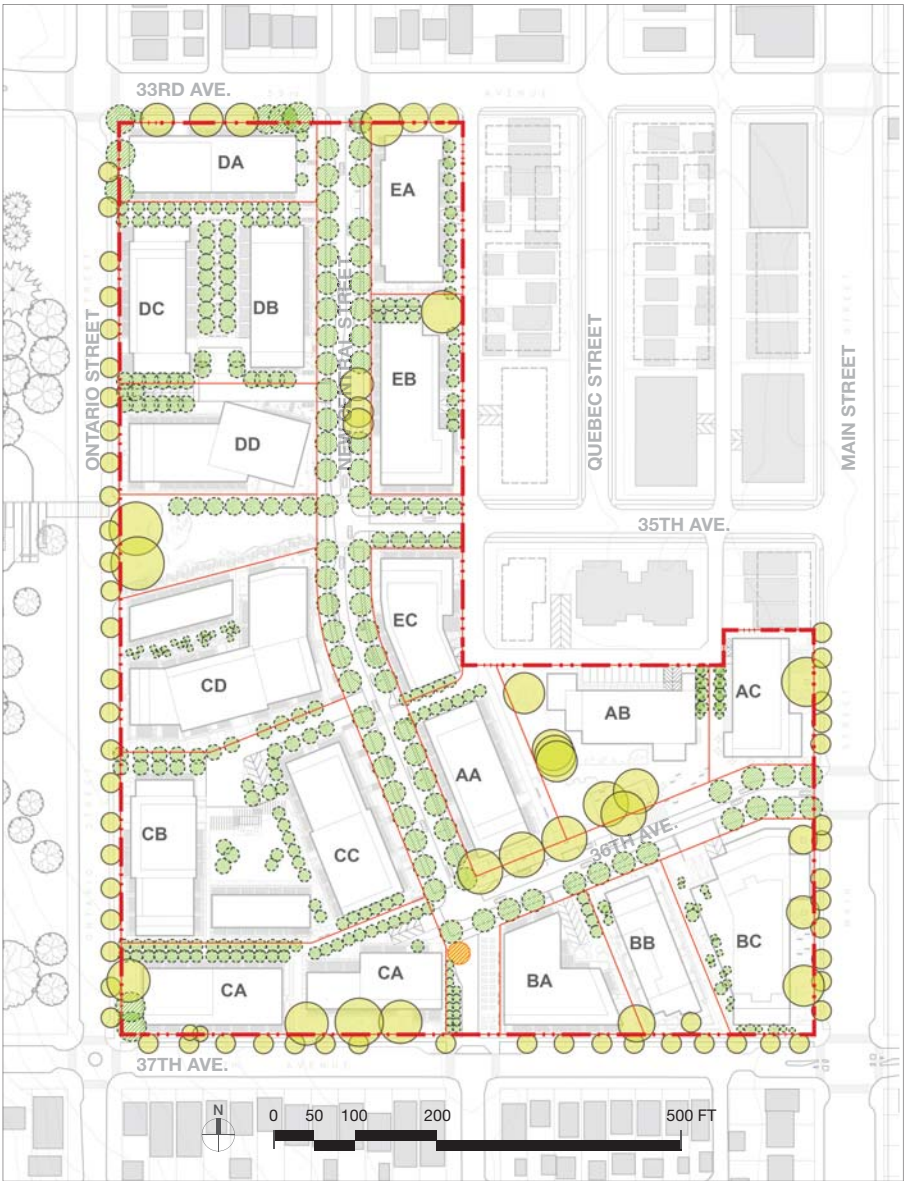 33RD AVE.
AVENUE
DA
EA
DC
DB
ONTARIO STREET
NEW CENTRAL STREET
QUEBEC STREET
MAIN STREET
EB
DD
35TH AVE.
EC
CD
AB
AC
AA
CB
CC
36TH AVE.
BB
BC
BA
CA
CA
37TH AVE.
AVENUE
N
0 50 100 200 500 FT